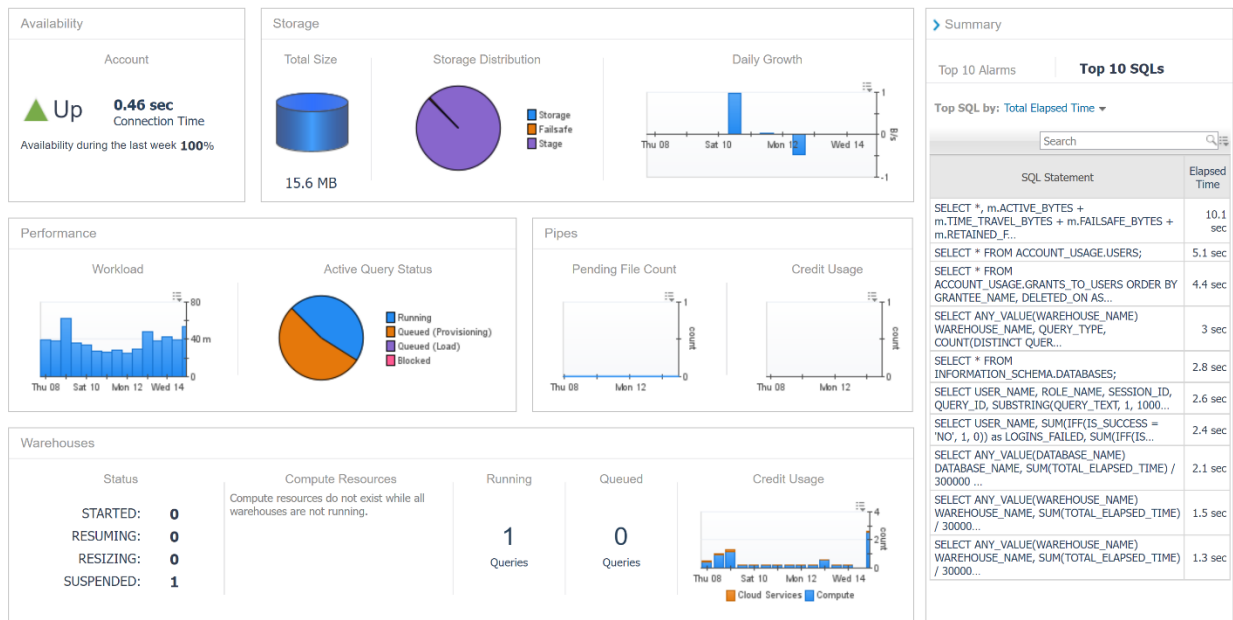 Availability
Account
Up
0.46 sec
Connection Time
Availability during the last week 100%
Storage
Total Size
15.6 MB
Storage Distribution
Storage
Failsafe
Stage
Daily Growth
1
0
-1
B/s
Thu 08 Sat 10 Mon 12 Wed 14
Performance
Workload
80
40 m
0
Thu 08 Sat 10 Mon 12 Wed 14
Active Query Status
Running
Queued (Provisioning)
Queued (Load)
Blocked
Pipes
Pending File Count
1
0
count
Thu 08 Mon 12
Credit Usage
1
0
count
Thu 08 Mon 12
Warehouses
Status
STARTED: 0
RESUMING: 0
RESIZING: 0
SUSPENDED: 1
Compute Resources
Compute resources do not exist while all
warehouses are not running.
Running
1
Queries
Queued
0
Queries
Credit Usage
4
2
0
count
Thu 08 Sat 10 Mon 12 Wed 14
Cloud Services Compute
Summary
Top 10 Alarms Top 10 SQLs
Top SQL by: Total Elapsed Time
Search
SQL Statement Elapsed
Time
SELECT *, m.ACTIVE_BYTES +
m.TIME_TRAVEL_BYTES + m.FAILSAFE_BYTES +
m.RETAINED_F...
10.1
sec
SELECT * FROM ACCOUNT_USAGE.USERS; 5.1 sec
SELECT * FROM
ACCOUNT_USAGE.GRANTS_TO_USERS ORDER BY
GRANTEE_NAME, DELETED_ON AS...
4.4 sec
SELECT ANY_VALUE(WAREHOUSE_NAME)
WAREHOUSE_NAME, QUERY_TYPE,
COUNT(DISTINCT QUER...
3 sec
SELECT * FROM
INFORMATION_SCHEMA.DATABASES;
2.8 sec
SELECT USER_NAME, ROLE_NAME, SESSION_ID,
QUERY_ID, SUBSTRING(QUERY_TEXT, 1, 1000...
2.6 sec
SELECT USER_NAME, SUM(IFF(IS_SUCCESS =
'NO', 1, 0)) as LOGINS_FAILED, SUM(IFF(IS...
2.4 sec
SELECT ANY_VALUE(DATABASE_NAME)
DATABASE_NAME, SUM(TOTAL_ELAPSED_TIME) /
300000 ...
2.1 sec
SELECT ANY_VALUE(WAREHOUSE_NAME)
WAREHOUSE_NAME, SUM(TOTAL_ELAPSED_TIME)
/ 30000...
1.5 sec
SELECT ANY_VALUE(WAREHOUSE_NAME)
WAREHOUSE_NAME, SUM(TOTAL_ELAPSED_TIME)
/ 30000...
1.3 sec